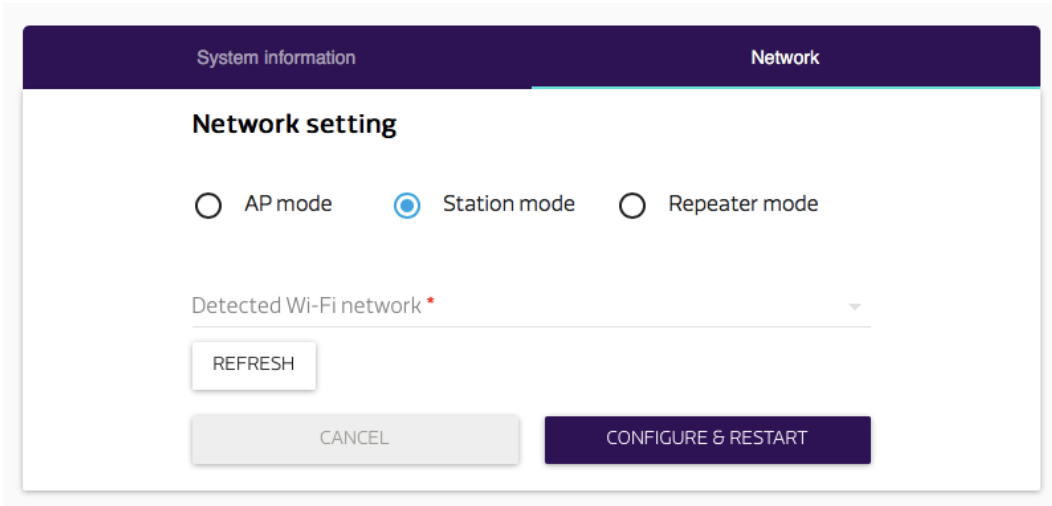 System information Network
Network setting
AP mode Station mode Repeater mode
Detected Wi-Fi network *
REFRESH
CANCEL CONFIGURE & RESTART